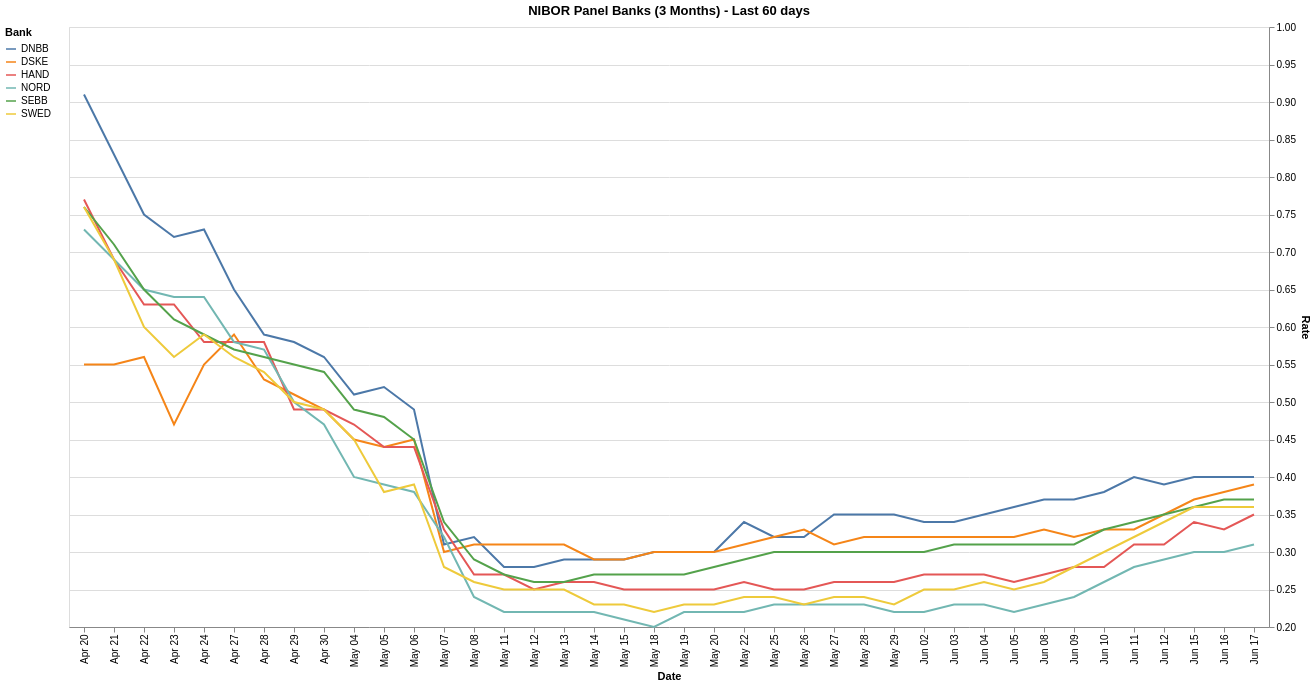 NIBOR Panel Banks (3 Months) - Last 60 days
Bank
DNBB
DSKE
HAND
NORD
SEBB
SWED
1.00
0.95
0.90
0.85
0.80
0.75
0.70
0.65
0.60
0.55
0.50
0.45
0.40
0.35
0.30
0.25
0.20
Rate
Apr 20
Apr 21
Apr 22
Apr 23
Apr 24
Apr 27
Apr 28
Apr 29
Apr 30
May 04
May 05
May 06
May 07
May 08
May 11
May 12
May 13
May 14
May 15
May 18
May 19
May 20
May 22
May 25
May 26
May 27
May 28
May 29
Jun 02
Jun 03
Jun 04
Jun 05
Jun 08
Jun 09
Jun 10
Jun 11
Jun 12
Jun 15
Jun 16
Jun 17
Date